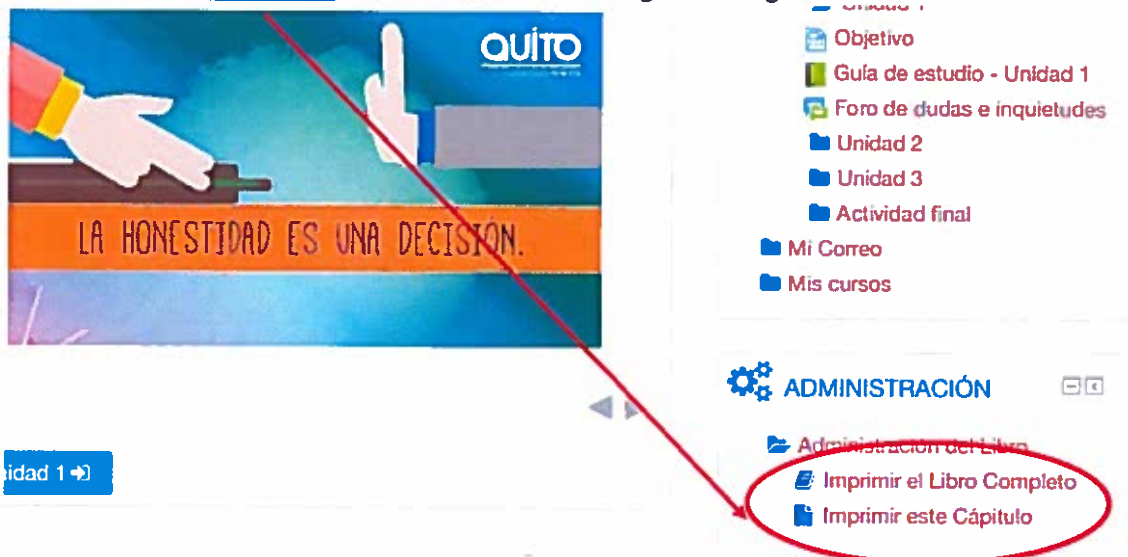 QUITO
LA HONESTIDAD ES UNA DECISIÓN.
idad 1
Unidad 1
Objetivo
Guía de estudio - Unidad 1
Foro de dudas e inquietudes
Unidad 2
Unidad 3
Actividad final
Mi Correo
Mis cursos
ADMINISTRACIÓN
Administración del Libro
Imprimir el Libro Completo
Imprimir este Cápitulo